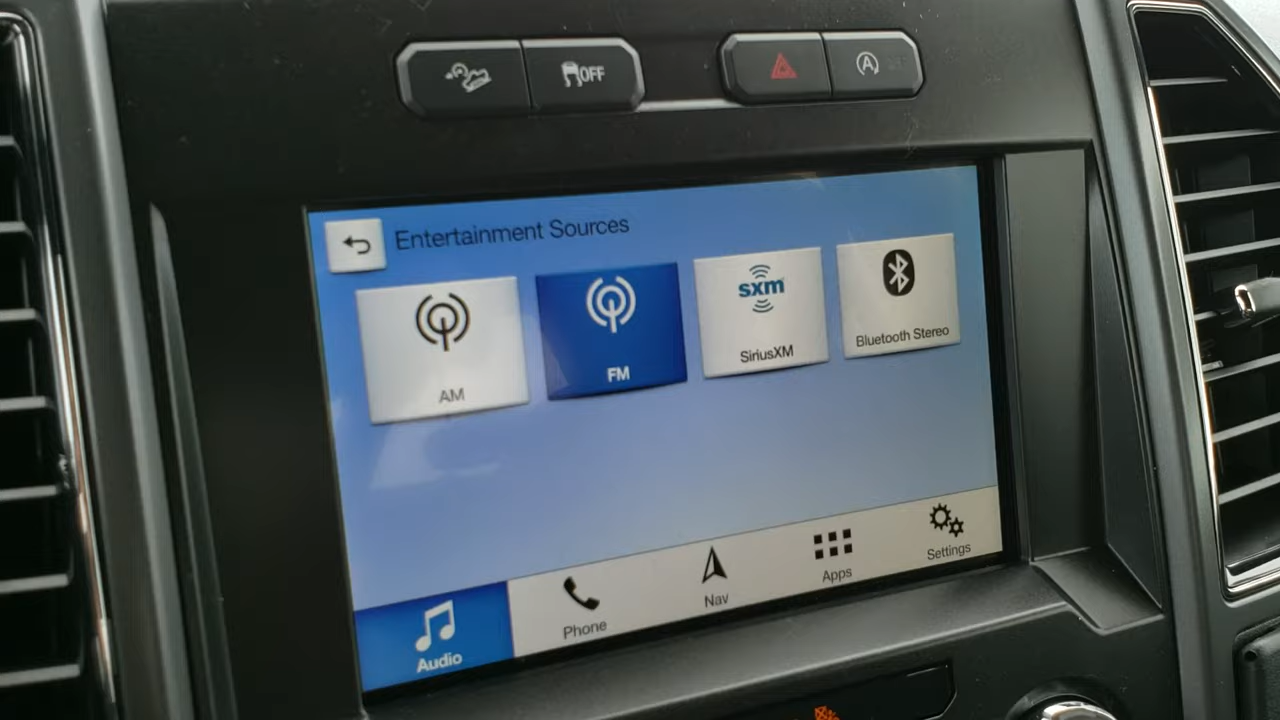 OFF
A
Entertainment Sources
AM
FM
sxm
SiriusXM
Bluetooth Stereo
Audio
Phone
Nav
Apps
Settings